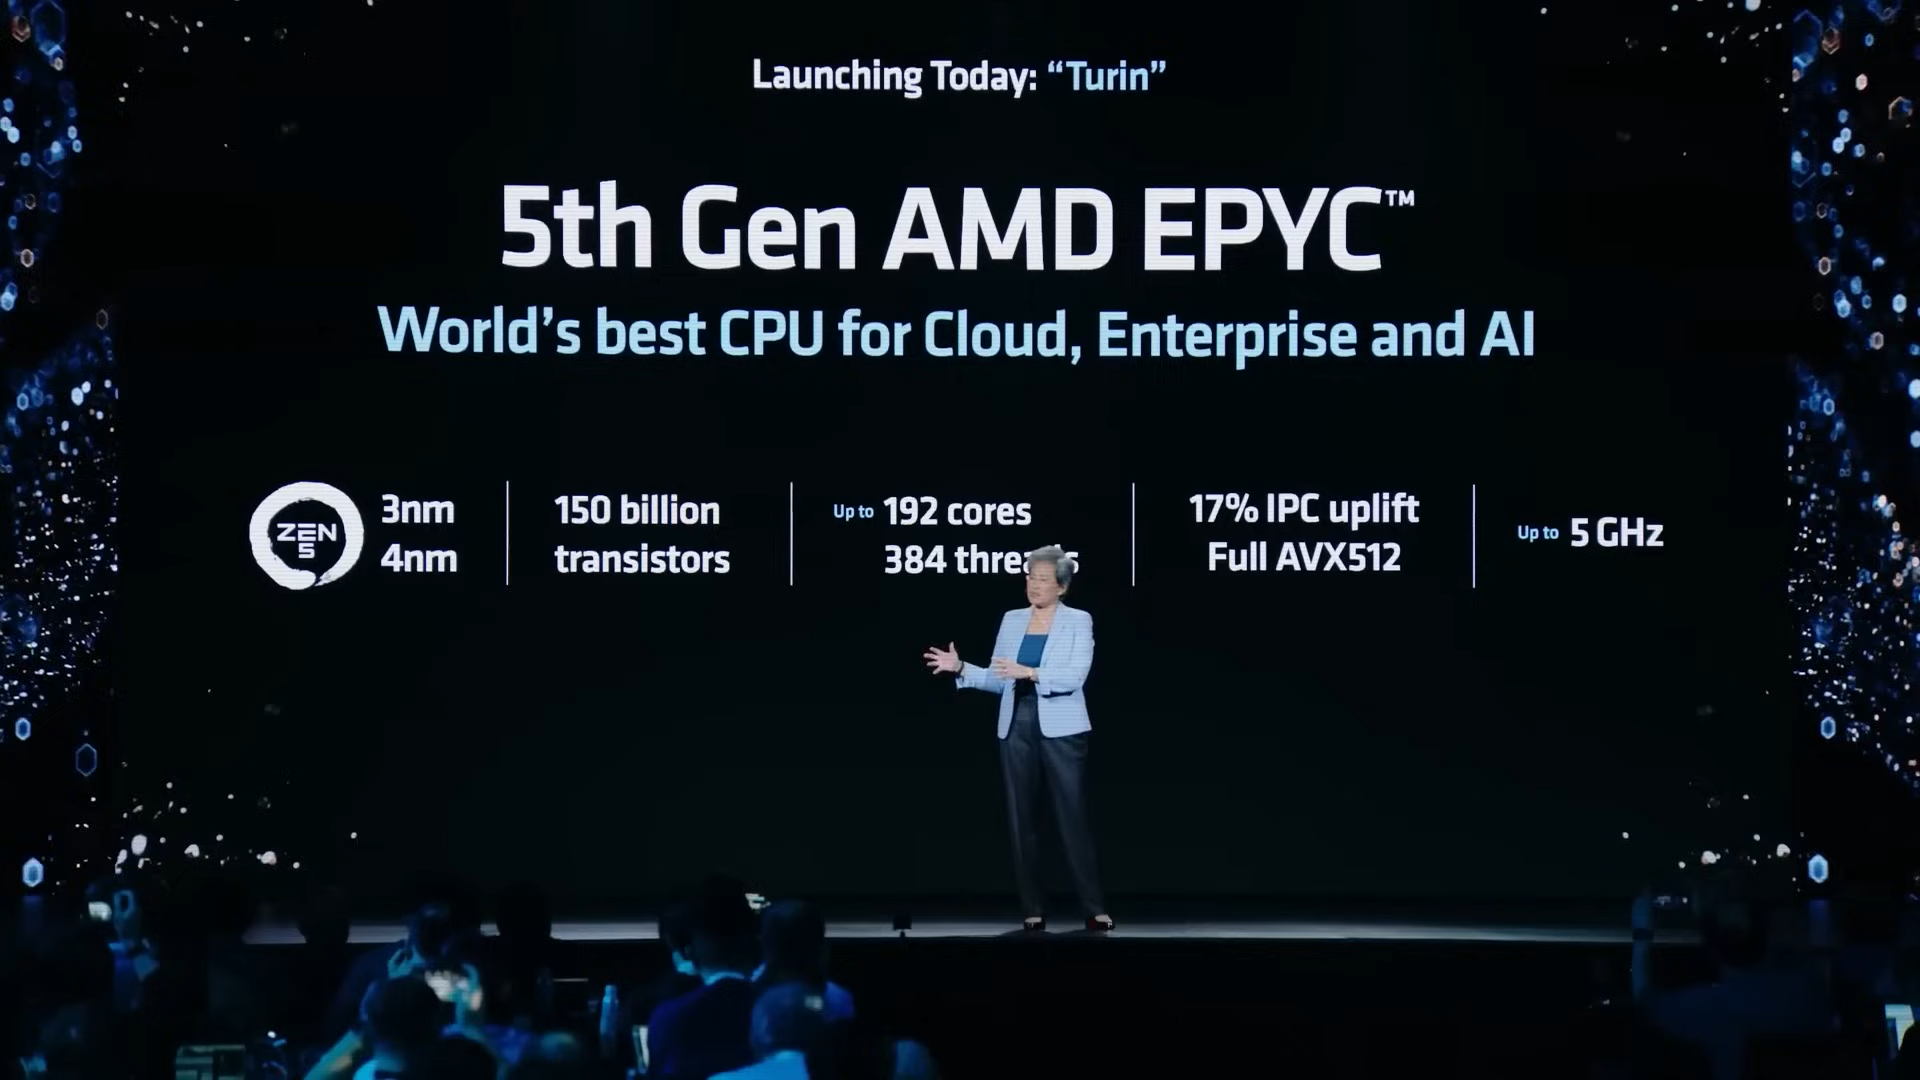 Launching Today: “Turin”
5th Gen AMD EPYC™
World’s best CPU for Cloud, Enterprise and AI
ZEN
5
3nm
4nm
150 billion
transistors
Up to 192 cores
384 threads
17% IPC uplift
Full AVX512
Up to 5 GHz